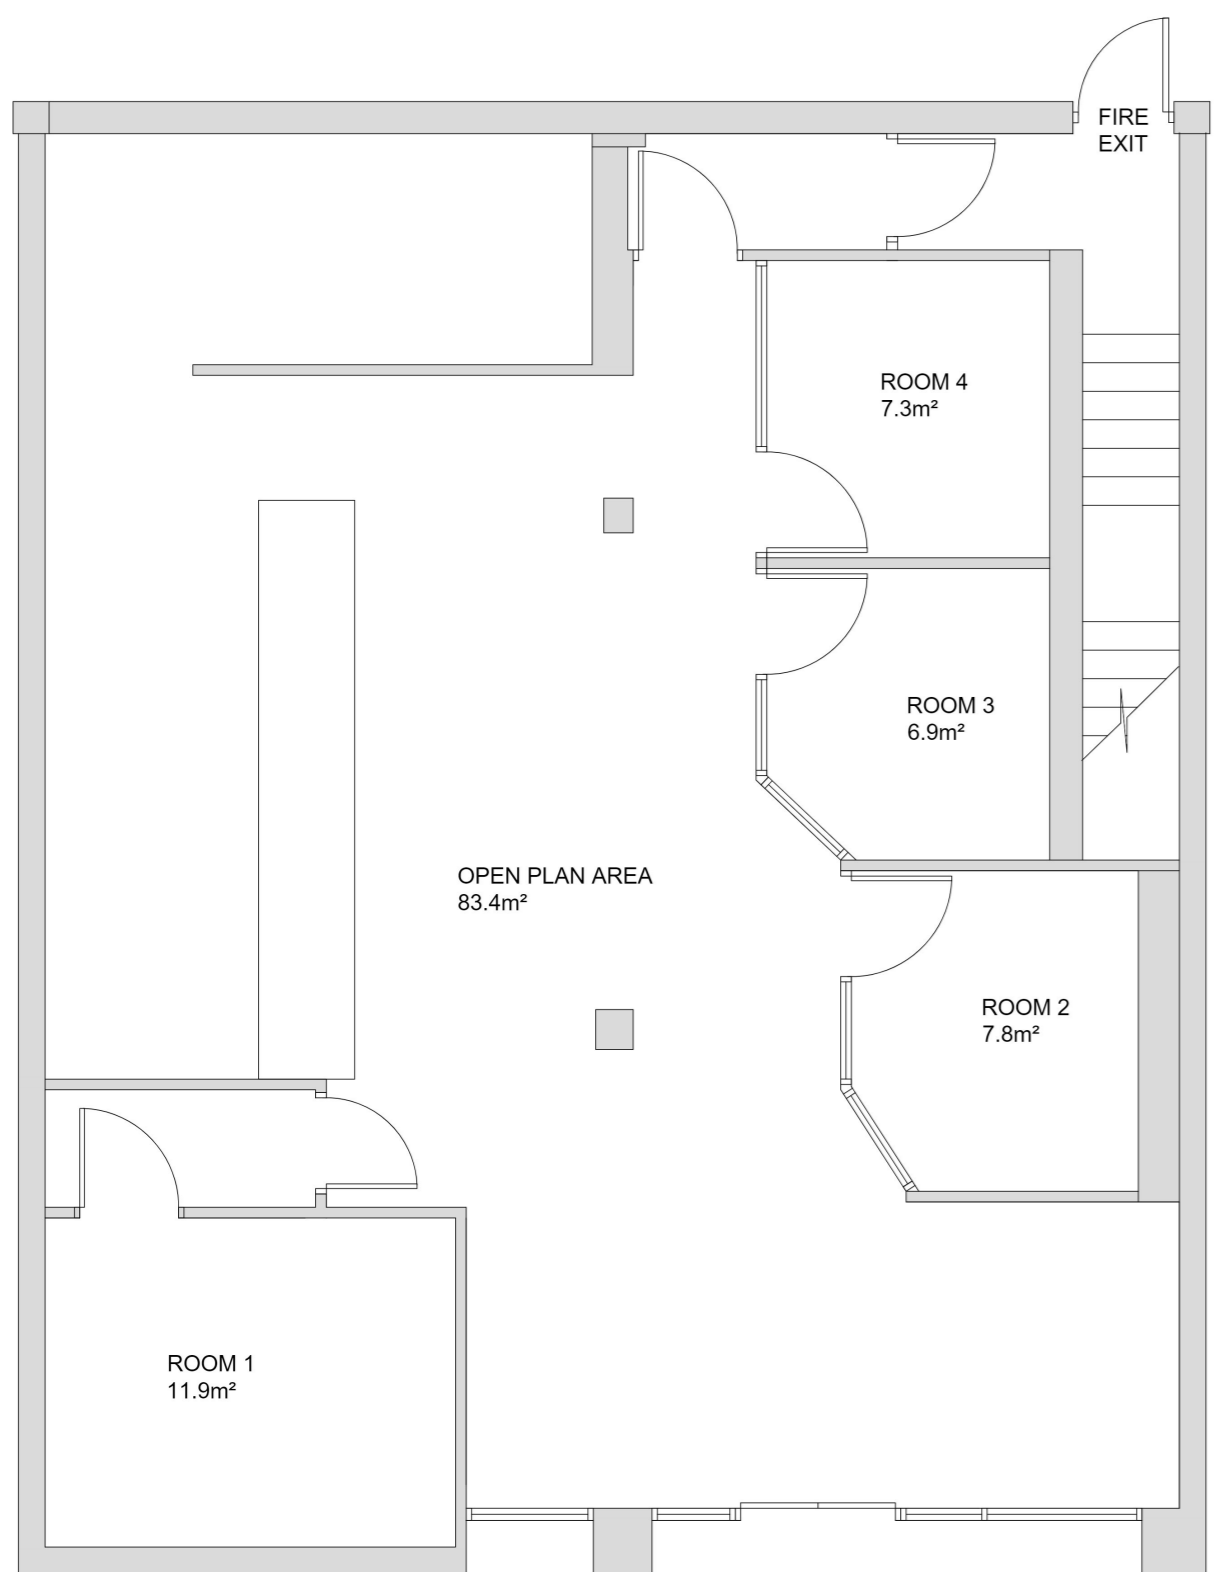 FIRE
EXIT
ROOM 4
7.3m²
ROOM 3
6.9m²
OPEN PLAN AREA
83.4m²
ROOM 2
7.8m²
ROOM 1
11.9m²